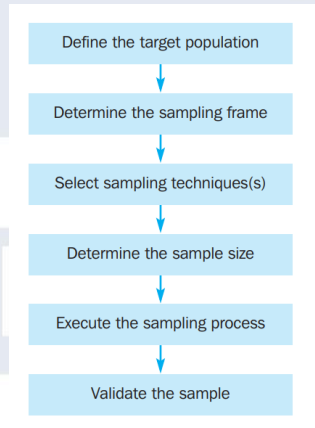 Define the target population
Determine the sampling frame
Select sampling techniques(s)
Determine the sample size
Execute the sampling process
Validate the sample